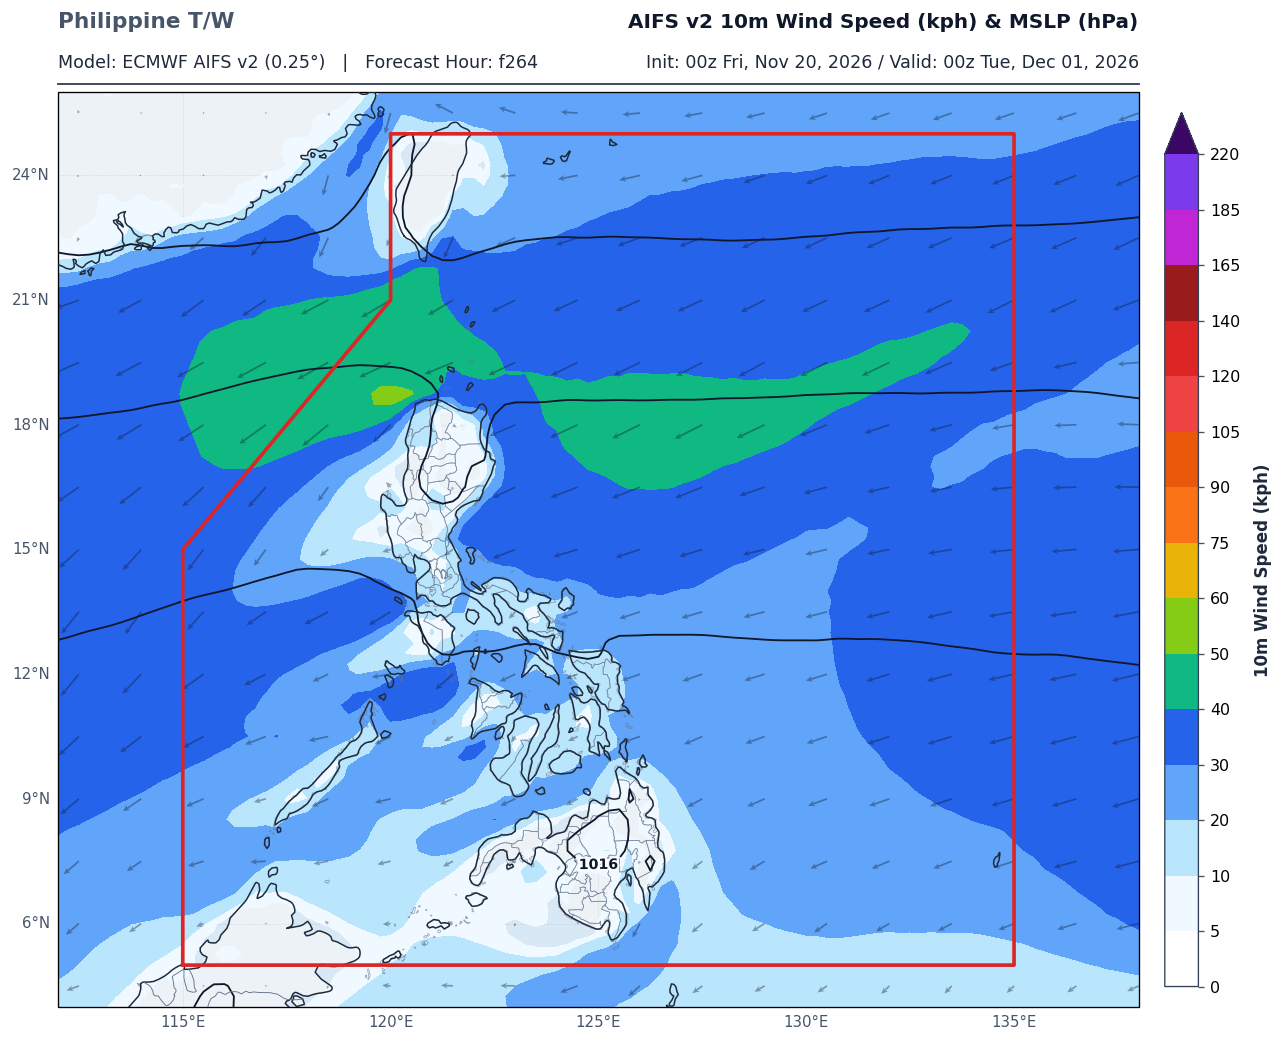 Philippine T/W
AIFS v2 10m Wind Speed (kph) & MSLP (hPa)
Model: ECMWF AIFS v2 (0.25°) | Forecast Hour: f264
Init: 00z Fri, Nov 20, 2026 / Valid: 00z Tue, Dec 01, 2026
24°N
21°N
18°N
15°N
12°N
9°N
6°N
1016
115°E
120°E
125°E
130°E
135°E
220
185
165
140
120
105
90
75
60
50
40
30
20
10
5
0
10m Wind Speed (kph)